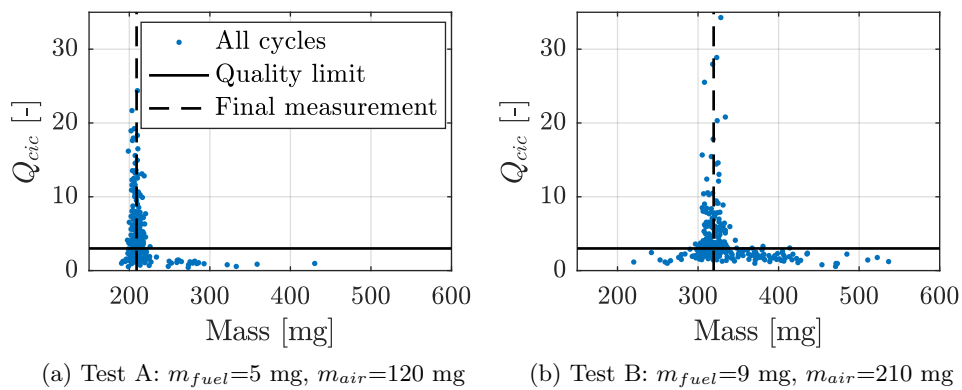 30
20
10
0
Q_cic [-]
All cycles
Quality limit
Final measurement
200 300 400 500 600
Mass [mg]
(a) Test A: m_fuel=5 mg, m_air=120 mg
30
20
10
0
Q_cic [-]
200 300 400 500 600
Mass [mg]
(b) Test B: m_fuel=9 mg, m_air=210 mg